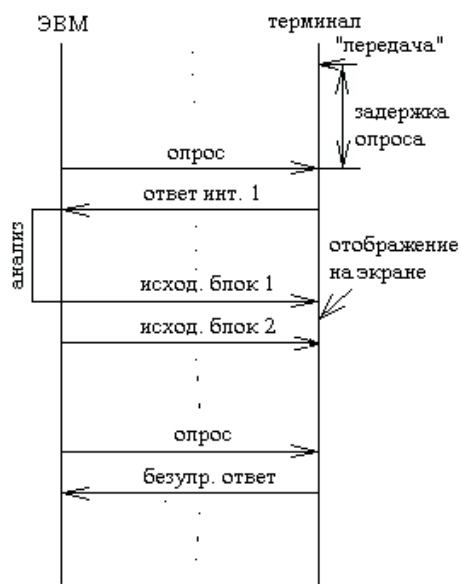 ЭВМ
терминал
"передача"
задержка
опроса
опрос
ответ инт. 1
анализ
отображение
на экране
исход. блок 1
исход. блок 2
опрос
безупр. ответ